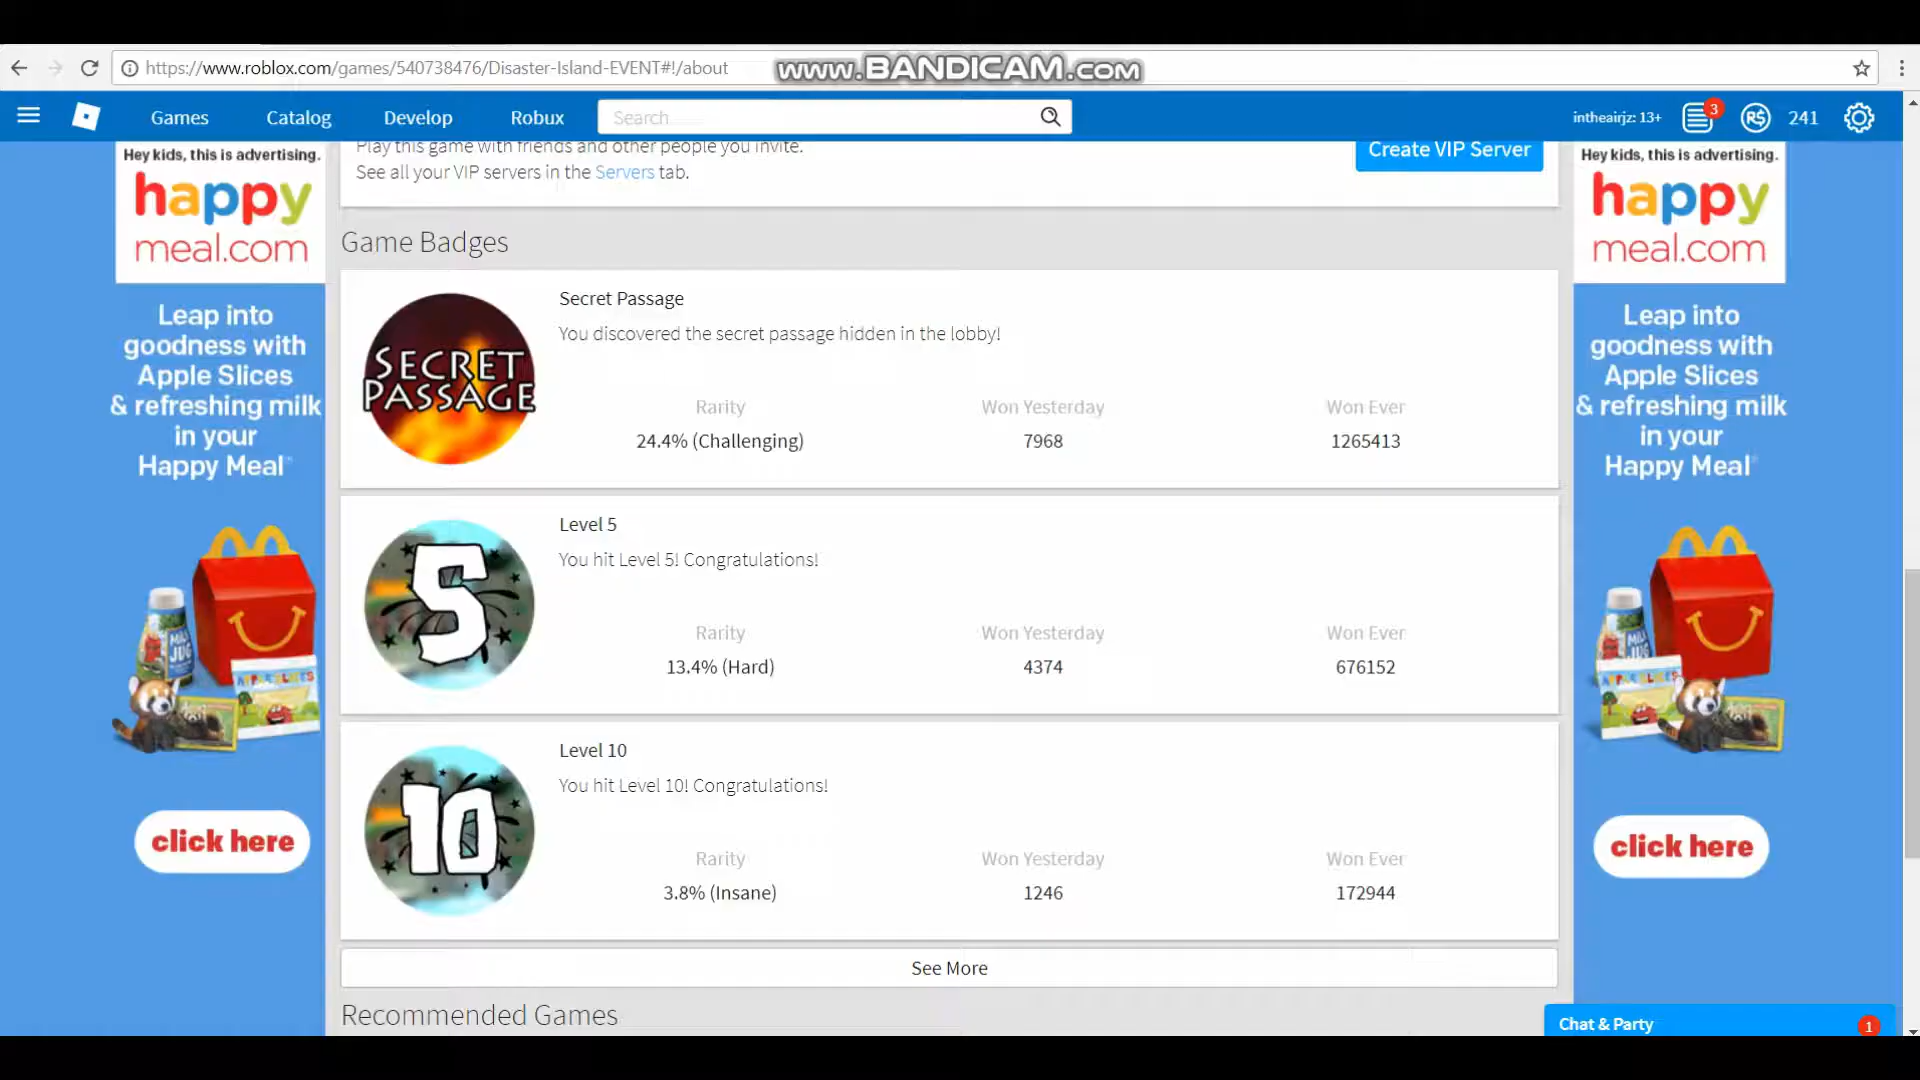 https://www.roblox.com/games/540738476/Disaster-Island-EVENT#!/about
www.BANDICAM.com
Games
Catalog
Develop
Robux
Search
intheairjz: 13+
3
R$
241
Play this game with friends and other people you invite.
See all your VIP servers in the Servers tab.
Create VIP Server
Hey kids, this is advertising.
happy
meal.com
Leap into
goodness with
Apple Slices
& refreshing milk
in your
Happy Meal
click here
Game Badges
SECRET
PASSAGE
Secret Passage
You discovered the secret passage hidden in the lobby!
Rarity
Won Yesterday
Won Ever
24.4% (Challenging)
7968
1265413
5
Level 5
You hit Level 5! Congratulations!
Rarity
Won Yesterday
Won Ever
13.4% (Hard)
4374
676152
10
Level 10
You hit Level 10! Congratulations!
Rarity
Won Yesterday
Won Ever
3.8% (Insane)
1246
172944
See More
Recommended Games
Hey kids, this is advertising.
happy
meal.com
Leap into
goodness with
Apple Slices
& refreshing milk
in your
Happy Meal
click here
Chat & Party
1